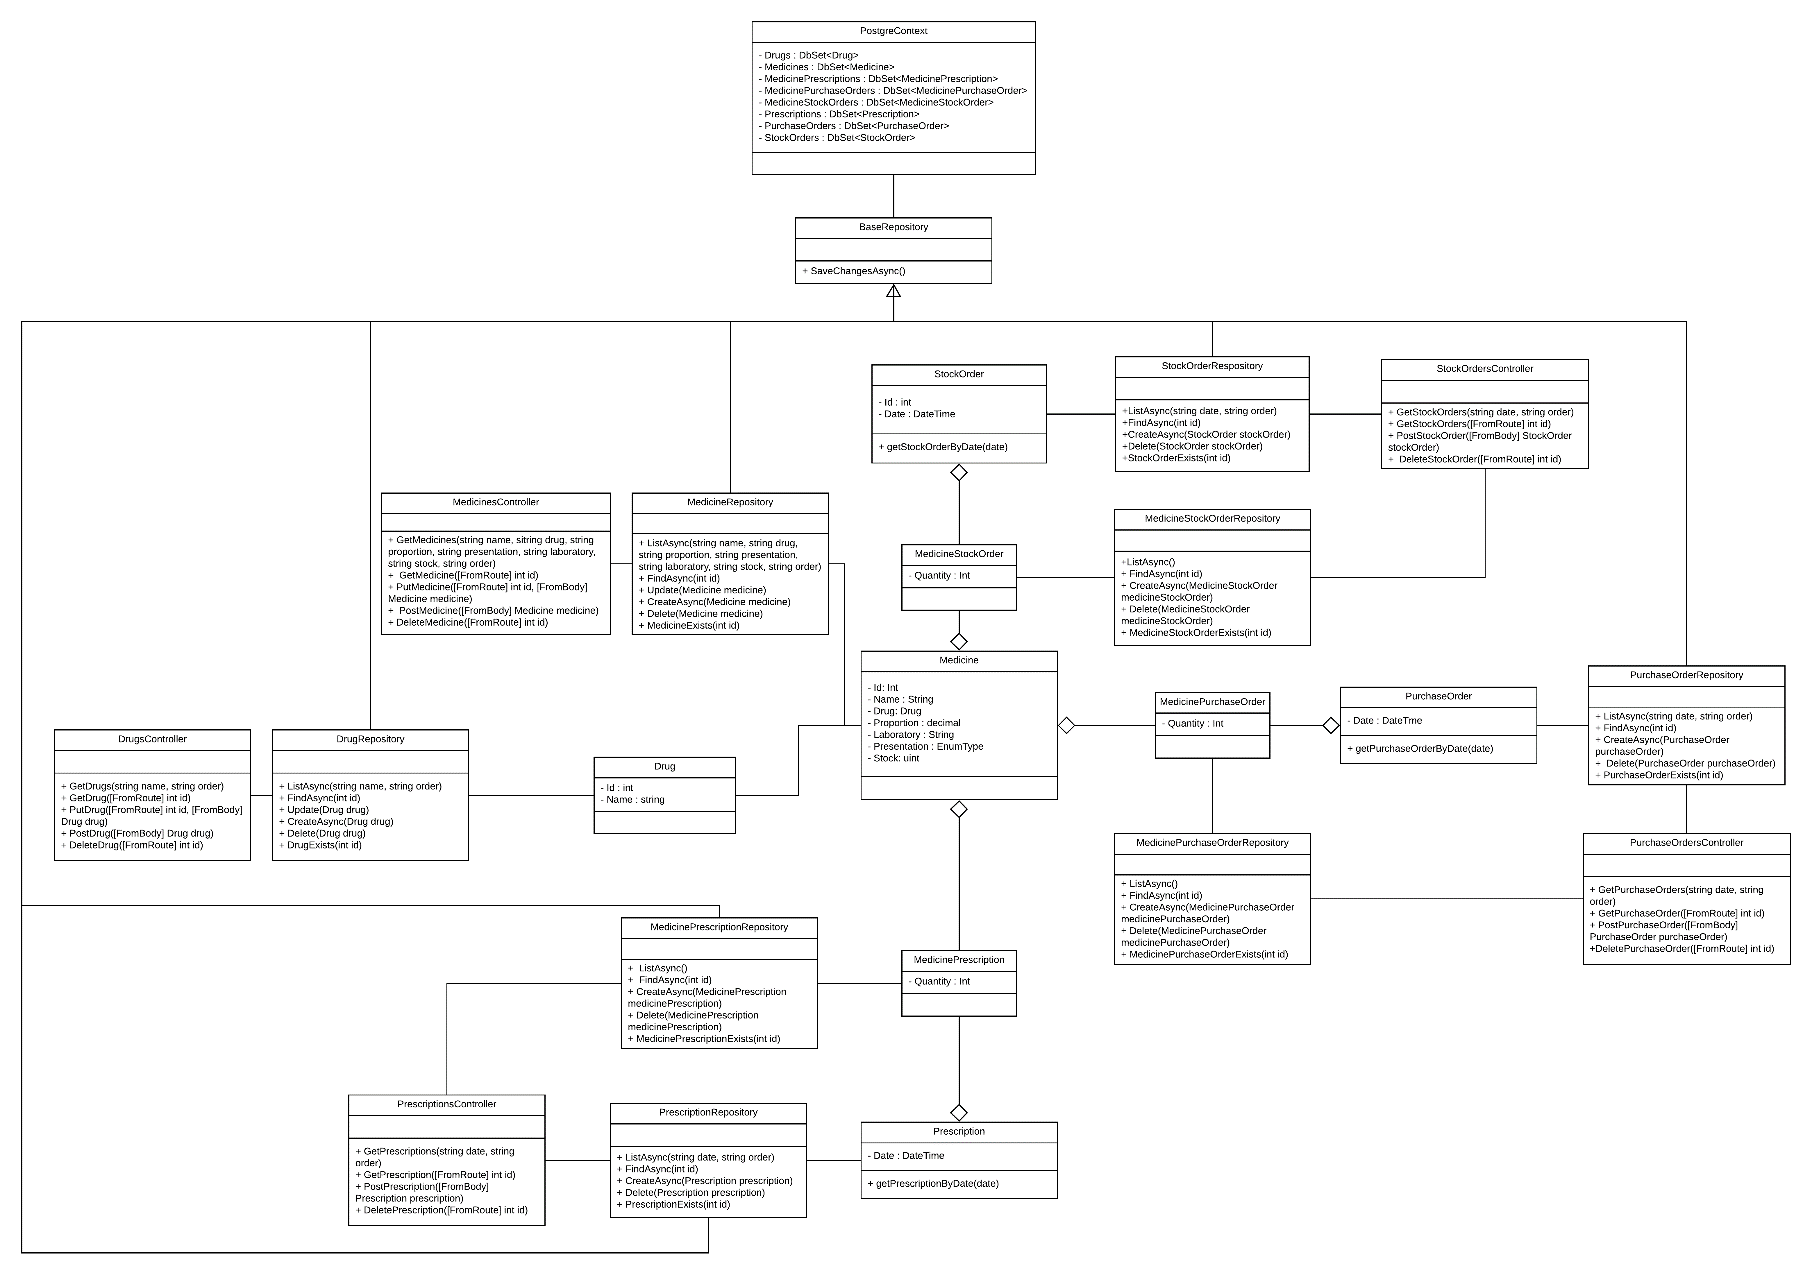 PostgreContext
- Drugs : DbSet<Drug>
- Medicines : DbSet<Medicine>
- MedicinePrescriptions : DbSet<MedicinePrescription>
- MedicinePurchaseOrders : DbSet<MedicinePurchaseOrder>
- MedicineStockOrders : DbSet<MedicineStockOrder>
- Prescriptions : DbSet<Prescription>
- PurchaseOrders : DbSet<PurchaseOrder>
- StockOrders : DbSet<StockOrder>
BaseRepository
+ SaveChangesAsync()
StockOrder
- Id : int
- Date : DateTime
+ getStockOrderByDate(date)
StockOrderRespository
+ListAsync(string date, string order)
+FindAsync(int id)
+CreateAsync(StockOrder stockOrder)
+Delete(StockOrder stockOrder)
+StockOrderExists(int id)
StockOrdersController
+ GetStockOrders(string date, string order)
+ GetStockOrders([FromRoute] int id)
+ PostStockOrder([FromBody] StockOrder
stockOrder)
+  DeleteStockOrder([FromRoute] int id)
MedicinesController
+ GetMedicines(string name, sitring drug, string
proportion, string presentation, string laboratory,
string stock, string order)
+  GetMedicine([FromRoute] int id)
+ PutMedicine([FromRoute] int id, [FromBody]
Medicine medicine)
+  PostMedicine([FromBody] Medicine medicine)
+ DeleteMedicine([FromRoute] int id)
MedicineRepository
+ ListAsync(string name, string drug,
string proportion, string presentation,
string laboratory, string stock, string order)
+ FindAsync(int id)
+ Update(Medicine medicine)
+ CreateAsync(Medicine medicine)
+ Delete(Medicine medicine)
+ MedicineExists(int id)
MedicineStockOrder
- Quantity : Int
MedicineStockOrderRepository
+ListAsync()
+ FindAsync(int id)
+ CreateAsync(MedicineStockOrder
medicineStockOrder)
+ Delete(MedicineStockOrder
medicineStockOrder)
+ MedicineStockOrderExists(int id)
Medicine
- Id: Int
- Name : String
- Drug: Drug
- Proportion : decimal
- Laboratory : String
- Presentation : EnumType
- Stock: uint
MedicinePurchaseOrder
- Quantity : Int
PurchaseOrder
- Date : DateTme
+ getPurchaseOrderByDate(date)
PurchaseOrderRepository
+ ListAsync(string date, string order)
+ FindAsync(int id)
+ CreateAsync(PurchaseOrder
purchaseOrder)
+  Delete(PurchaseOrder purchaseOrder)
+ PurchaseOrderExists(int id)
DrugsController
+ GetDrugs(string name, string order)
+ GetDrug([FromRoute] int id)
+ PutDrug([FromRoute] int id, [FromBody]
Drug drug)
+ PostDrug([FromBody] Drug drug)
+ DeleteDrug([FromRoute] int id)
DrugRepository
+ ListAsync(string name, string order)
+ FindAsync(int id)
+ Update(Drug drug)
+ CreateAsync(Drug drug)
+ Delete(Drug drug)
+ DrugExists(int id)
Drug
- Id : int
- Name : string
MedicinePurchaseOrderRepository
+ ListAsync()
+ FindAsync(int id)
+ CreateAsync(MedicinePurchaseOrder
medicinePurchaseOrder)
+ Delete(MedicinePurchaseOrder
medicinePurchaseOrder)
+ MedicinePurchaseOrderExists(int id)
PurchaseOrdersController
+ GetPurchaseOrders(string date, string
order)
+ GetPurchaseOrder([FromRoute] int id)
+ PostPurchaseOrder([FromBody]
PurchaseOrder purchaseOrder)
+DeletePurchaseOrder([FromRoute] int id)
MedicinePrescriptionRepository
+  ListAsync()
+  FindAsync(int id)
+ CreateAsync(MedicinePrescription
medicinePrescription)
+ Delete(MedicinePrescription
medicinePrescription)
+ MedicinePrescriptionExists(int id)
MedicinePrescription
- Quantity : Int
PrescriptionsController
+ GetPrescriptions(string date, string
order)
+ GetPrescription([FromRoute] int id)
+ PostPrescription([FromBody]
Prescription prescription)
+ DeletePrescription([FromRoute] int id)
PrescriptionRepository
+ ListAsync(string date, string order)
+ FindAsync(int id)
+ CreateAsync(Prescription prescription)
+ Delete(Prescription prescription)
+ PrescriptionExists(int id)
Prescription
- Date : DateTime
+ getPrescriptionByDate(date)